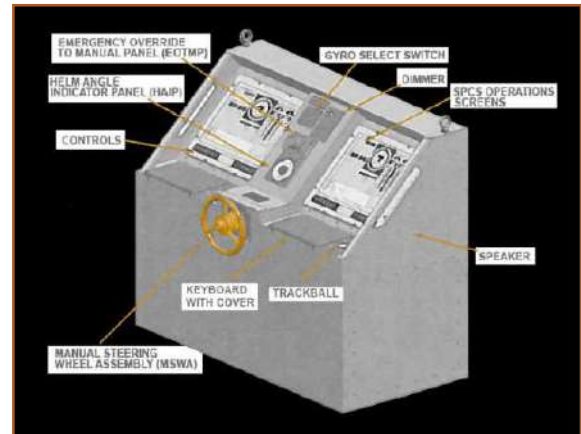 EMERGENCY OVERRIDE
TO MANUAL PANEL (EOTMP)
GYRO SELECT SWITCH
HELM ANGLE
INDICATOR PANEL (HAIP)
DIMMER
SPCS OPERATIONS
SCREENS
CONTROLS
SPEAKER
KEYBOARD
WITH COVER
TRACKBALL
MANUAL STEERING
WHEEL ASSEMBLY (MSWA)